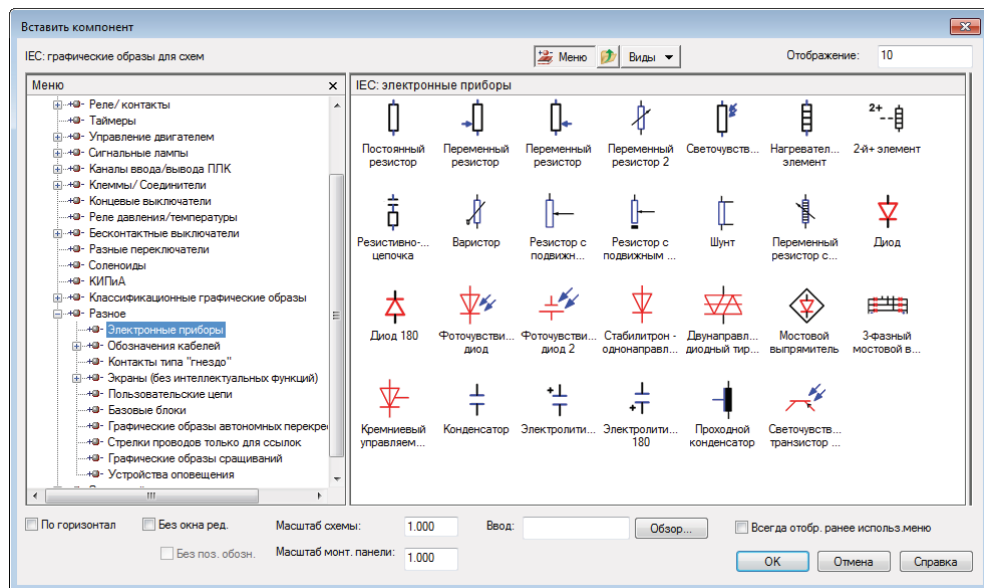 Вставить компонент
IEC: графические образы для схем
Меню
Виды
Отображение:
10
Меню
Реле/контакты
Таймеры
Управление двигателем
Сигнальные лампы
Каналы ввода/вывода ПЛК
Клеммы/Соединители
Концевые выключатели
Реле давления/температуры
Бесконтактные выключатели
Разные переключатели
Соленоиды
КИПиА
Классификационные графические образы
Разное
Электронные приборы
Обозначения кабелей
Контакты типа "гнездо"
Экраны (без интеллектуальных функций)
Пользовательские цепи
Базовые блоки
Графические образы автономных перекре
Стрелки проводов только для ссылок
Графические образы сращиваний
Устройства оповещения
IEC: электронные приборы
2+
Постоянный резистор
Переменный резистор
Переменный резистор
Переменный резистор 2
Светочувств...
Нагревател... элемент
2-й+ элемент
Резистивно-... цепочка
Варистор
Резистор с подвижн...
Резистор с подвижным ...
Шунт
Переменный резистор с...
Диод
Диод 180
Фоточувстви... диод
Фоточувстви... диод 2
Стабилитрон - однонаправл...
Двунаправл... диодный тир...
Мостовой выпрямитель
3-фазный мостовой в...
Кремниевый управляем...
Конденсатор
Электролити...
Электролити... 180
Проходной конденсатор
Светочувств... транзистор ...
По горизонтал
Без окна ред.
Масштаб схемы:
1.000
Ввод:
Обзор...
Всегда отобр. ранее использ.меню
Без поз. обозн.
Масштаб монт. панели:
1.000
OK
Отмена
Справка